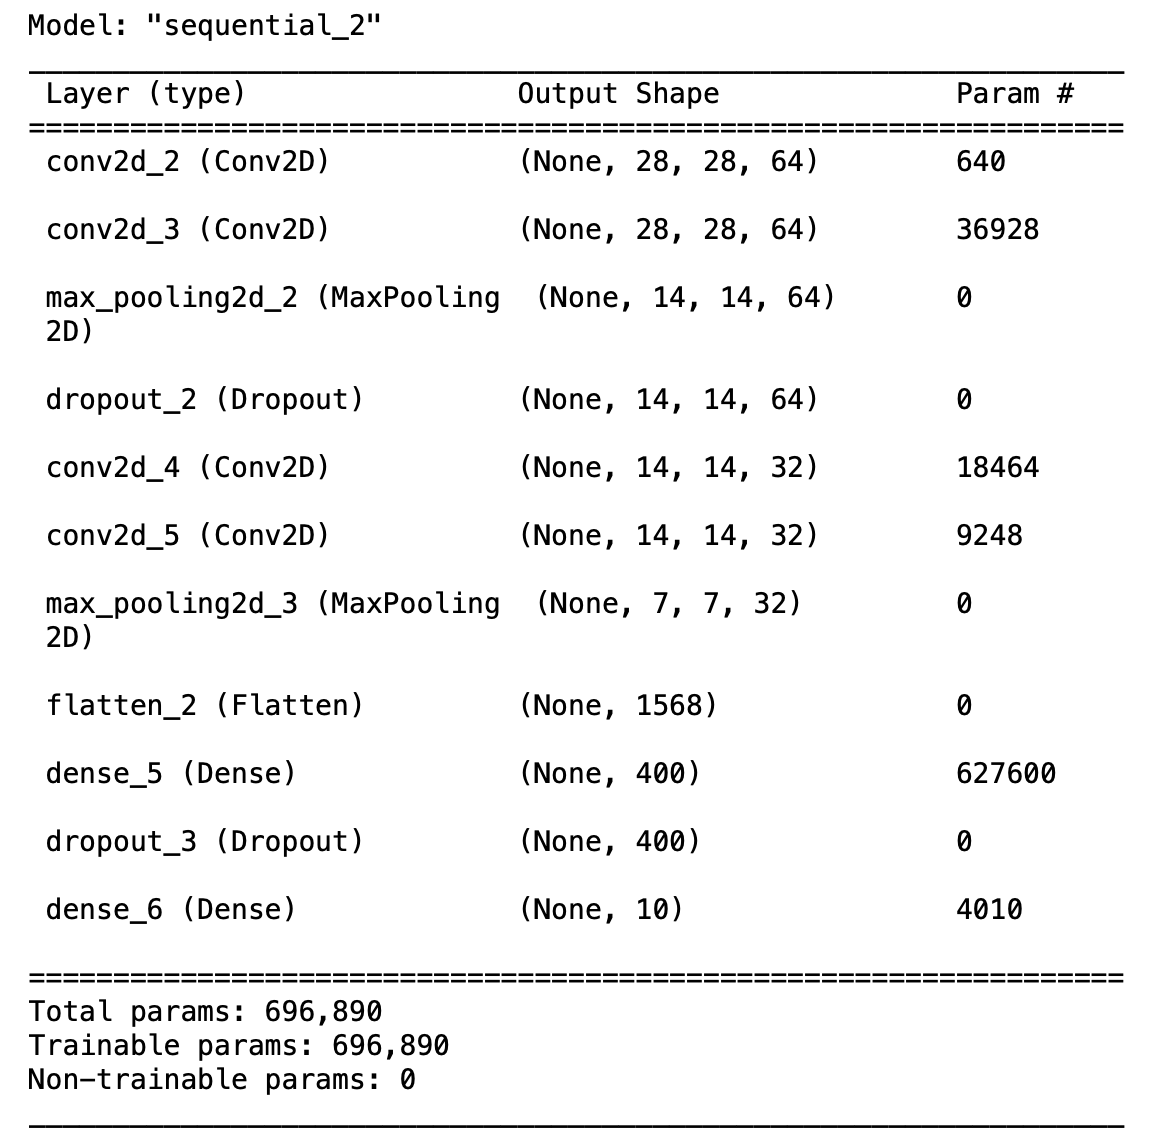 Model: "sequential_2"
Layer (type) Output Shape Param #
conv2d_2 (Conv2D) (None, 28, 28, 64) 640
conv2d_3 (Conv2D) (None, 28, 28, 64) 36928
max_pooling2d_2 (MaxPooling (None, 14, 14, 64) 0
2D)
dropout_2 (Dropout) (None, 14, 14, 64) 0
conv2d_4 (Conv2D) (None, 14, 14, 32) 18464
conv2d_5 (Conv2D) (None, 14, 14, 32) 9248
max_pooling2d_3 (MaxPooling (None, 7, 7, 32) 0
2D)
flatten_2 (Flatten) (None, 1568) 0
dense_5 (Dense) (None, 400) 627600
dropout_3 (Dropout) (None, 400) 0
dense_6 (Dense) (None, 10) 4010
Total params: 696,890
Trainable params: 696,890
Non-trainable params: 0